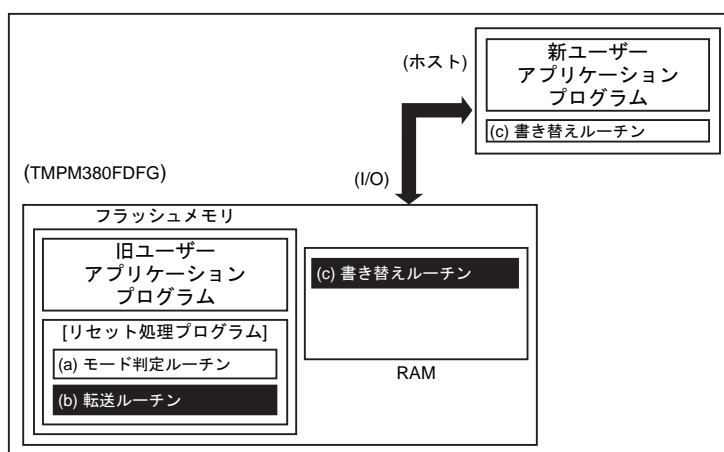 (ホスト)
新ユーザー
アプリケーション
プログラム
(c) 書き替えルーチン
(TMPM380FDFG)
(I/O)
フラッシュメモリ
旧ユーザー
アプリケーション
プログラム
[リセット処理プログラム]
(a) モード判定ルーチン
(b) 転送ルーチン
(c) 書き替えルーチン
RAM